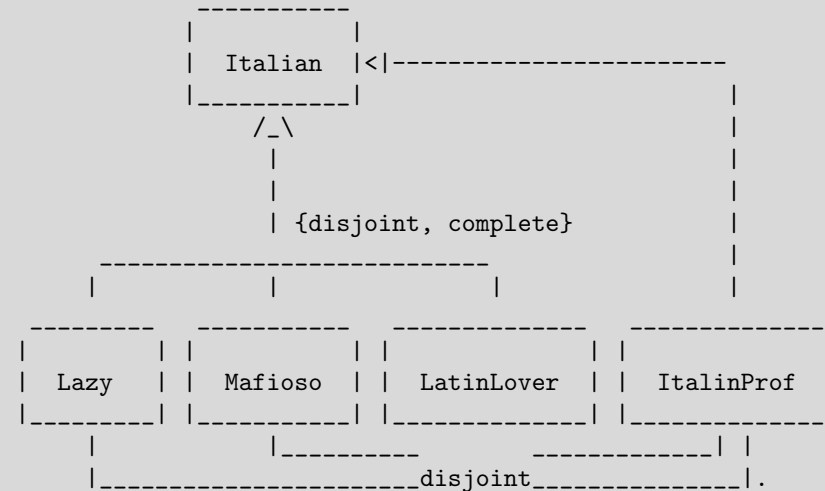 Italian
{disjoint, complete}
Lazy Mafioso LatinLover ItalinProf
disjoint
.